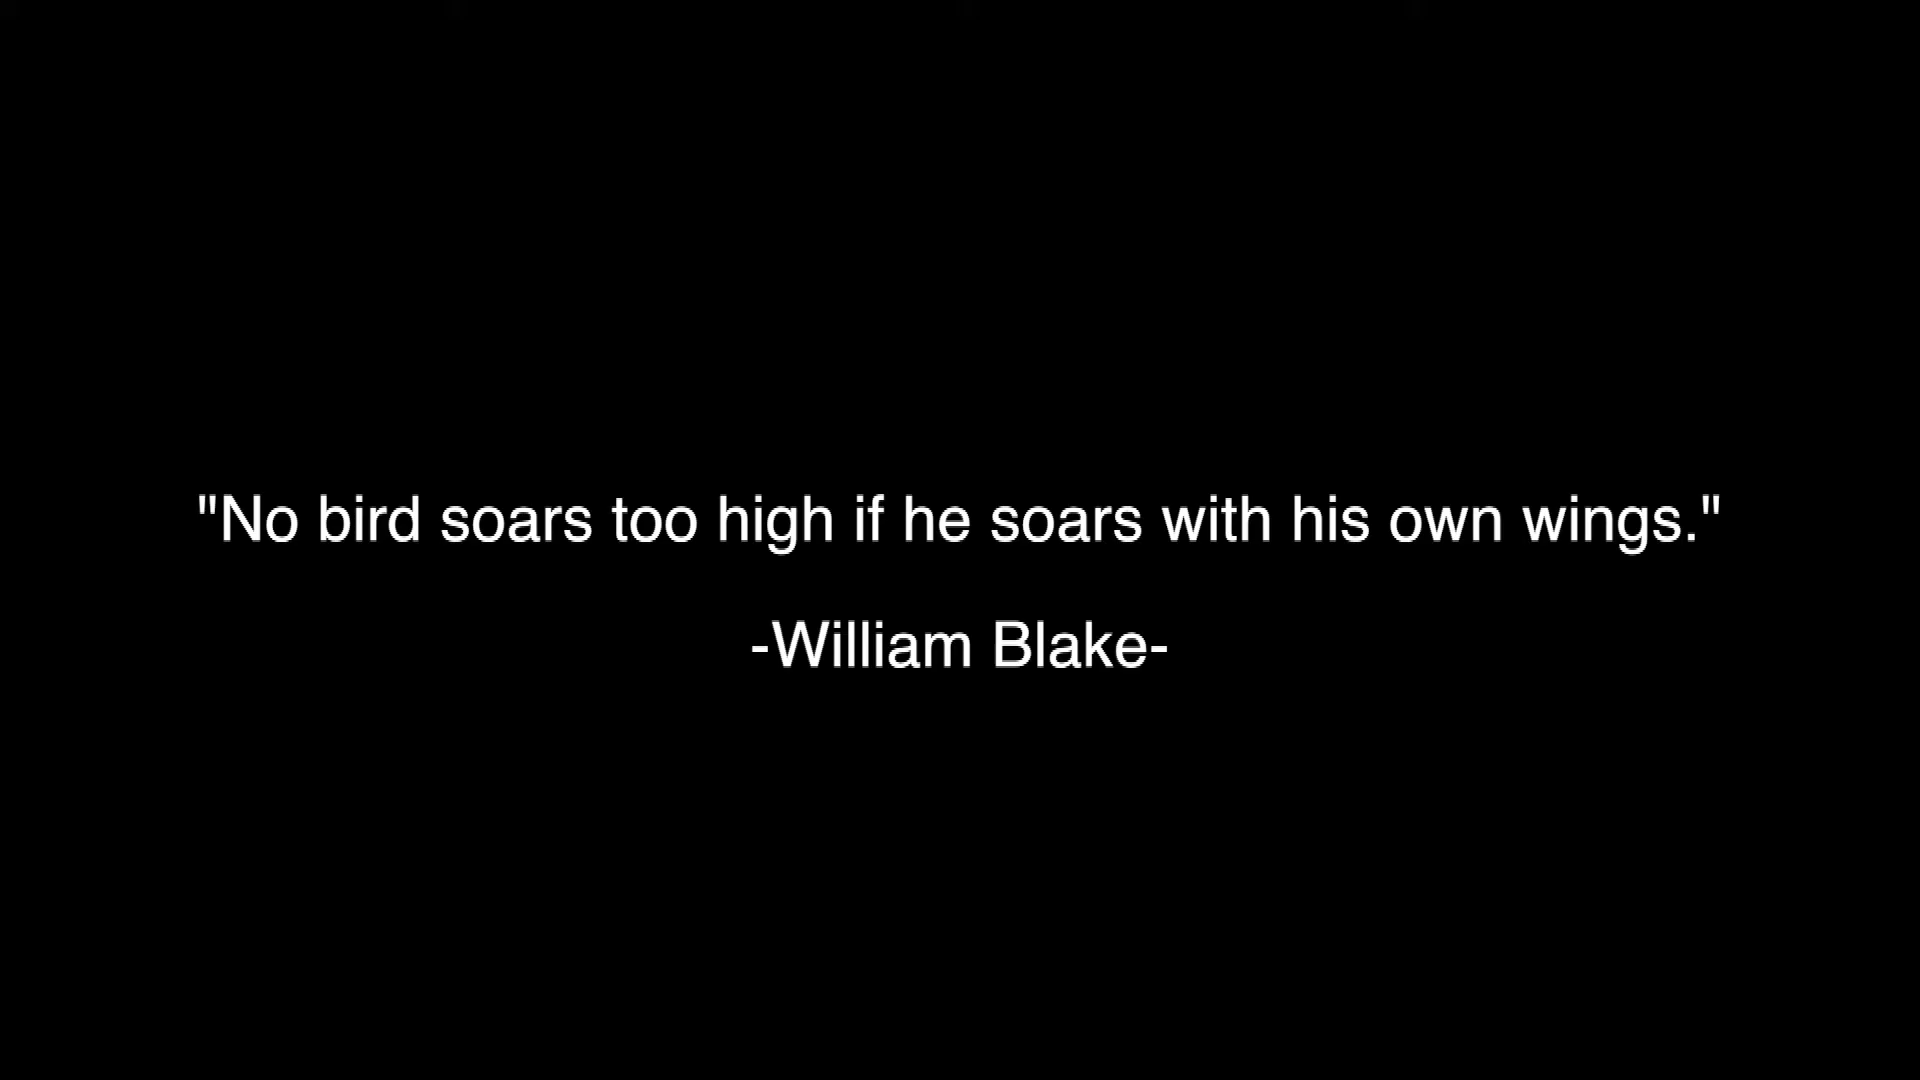 "No bird soars too high if he soars with his own wings."
-William Blake-